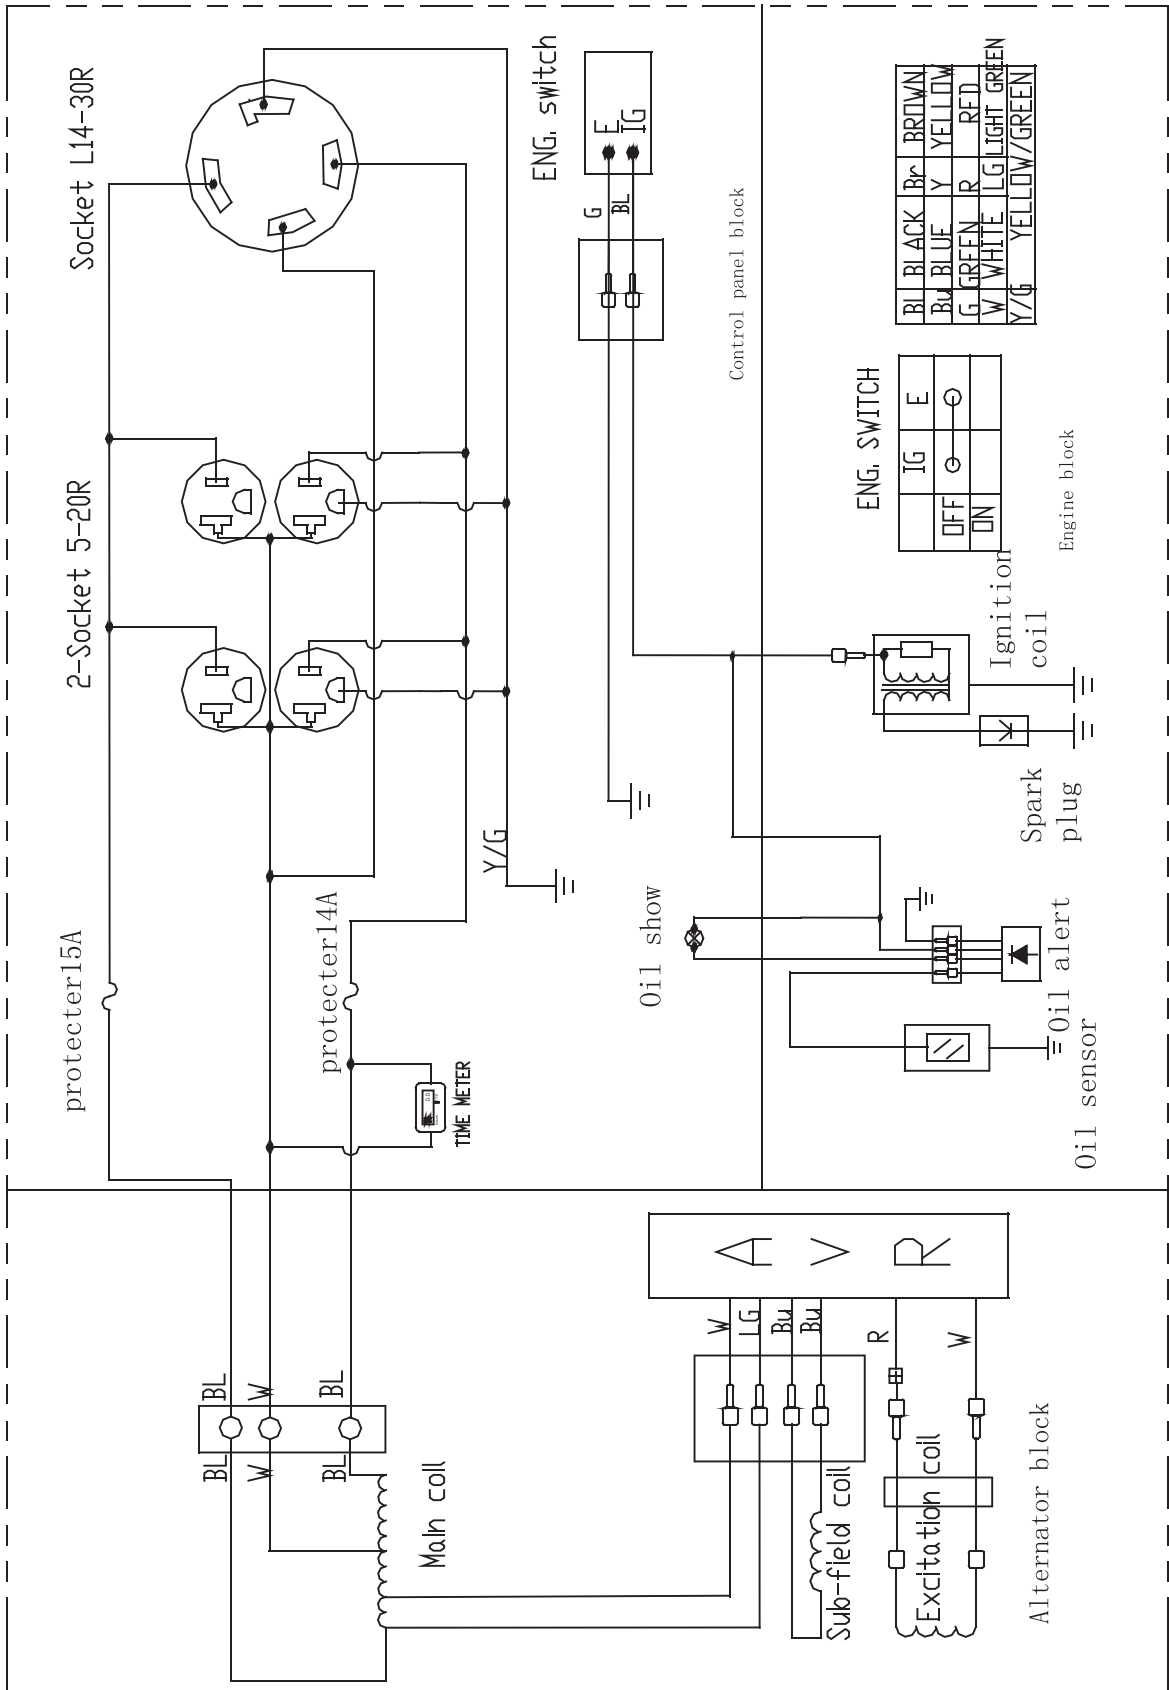 Socket L14-30R
ENG. switch
E
IG
G
BL
Control panel block
Bl BLACK Br BROWN
Bu BLUE Y YELLOW
G GREEN R RED
W WHITE LG LIGHT GREEN
Y/G YELLOW/GREEN
ENG. SWITCH
IG E
OFF
ON
Engine block
2-Socket 5-20R
Ignition
coil
Spark
plug
Y/G
protecter15A
protecter14A
TIME METER
Oil show
Oil alert
Oil sensor
AVR
W
LG
Bu
Bu
R
W
BL
W
BL
BL
W
BL
Main coil
Sub-field coil
Excitation coil
Alternator block